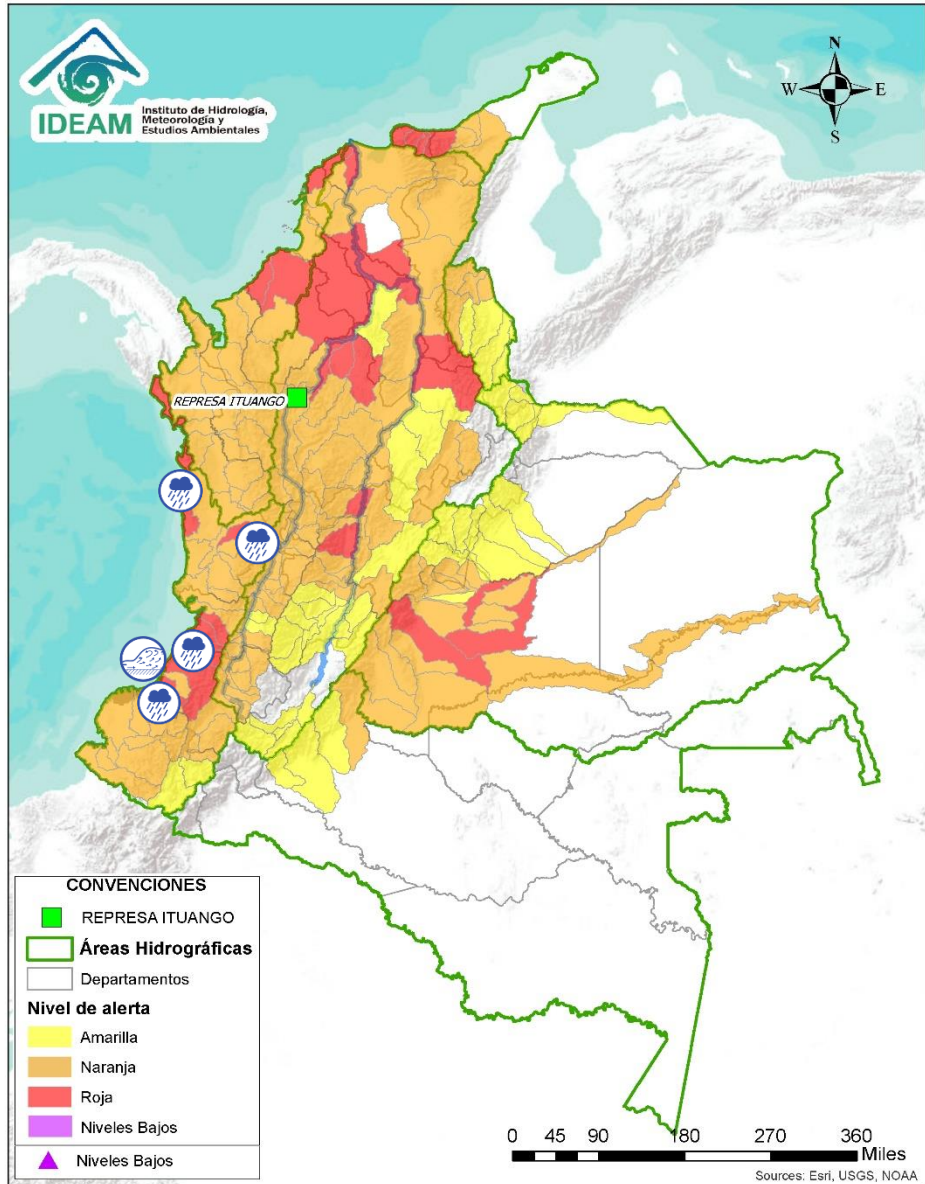 IDEAM
Instituto de Hidrología,
Meteorología y
Estudios Ambientales
N
W
E
S
REPRESA ITUANGO
CONVENCIONES
REPRESA ITUANGO
Áreas Hidrográficas
Departamentos
Nivel de alerta
Amarilla
Naranja
Roja
Niveles Bajos
Niveles Bajos
0 45 90 180 270 360
Miles
Sources: Esri, USGS, NOAA